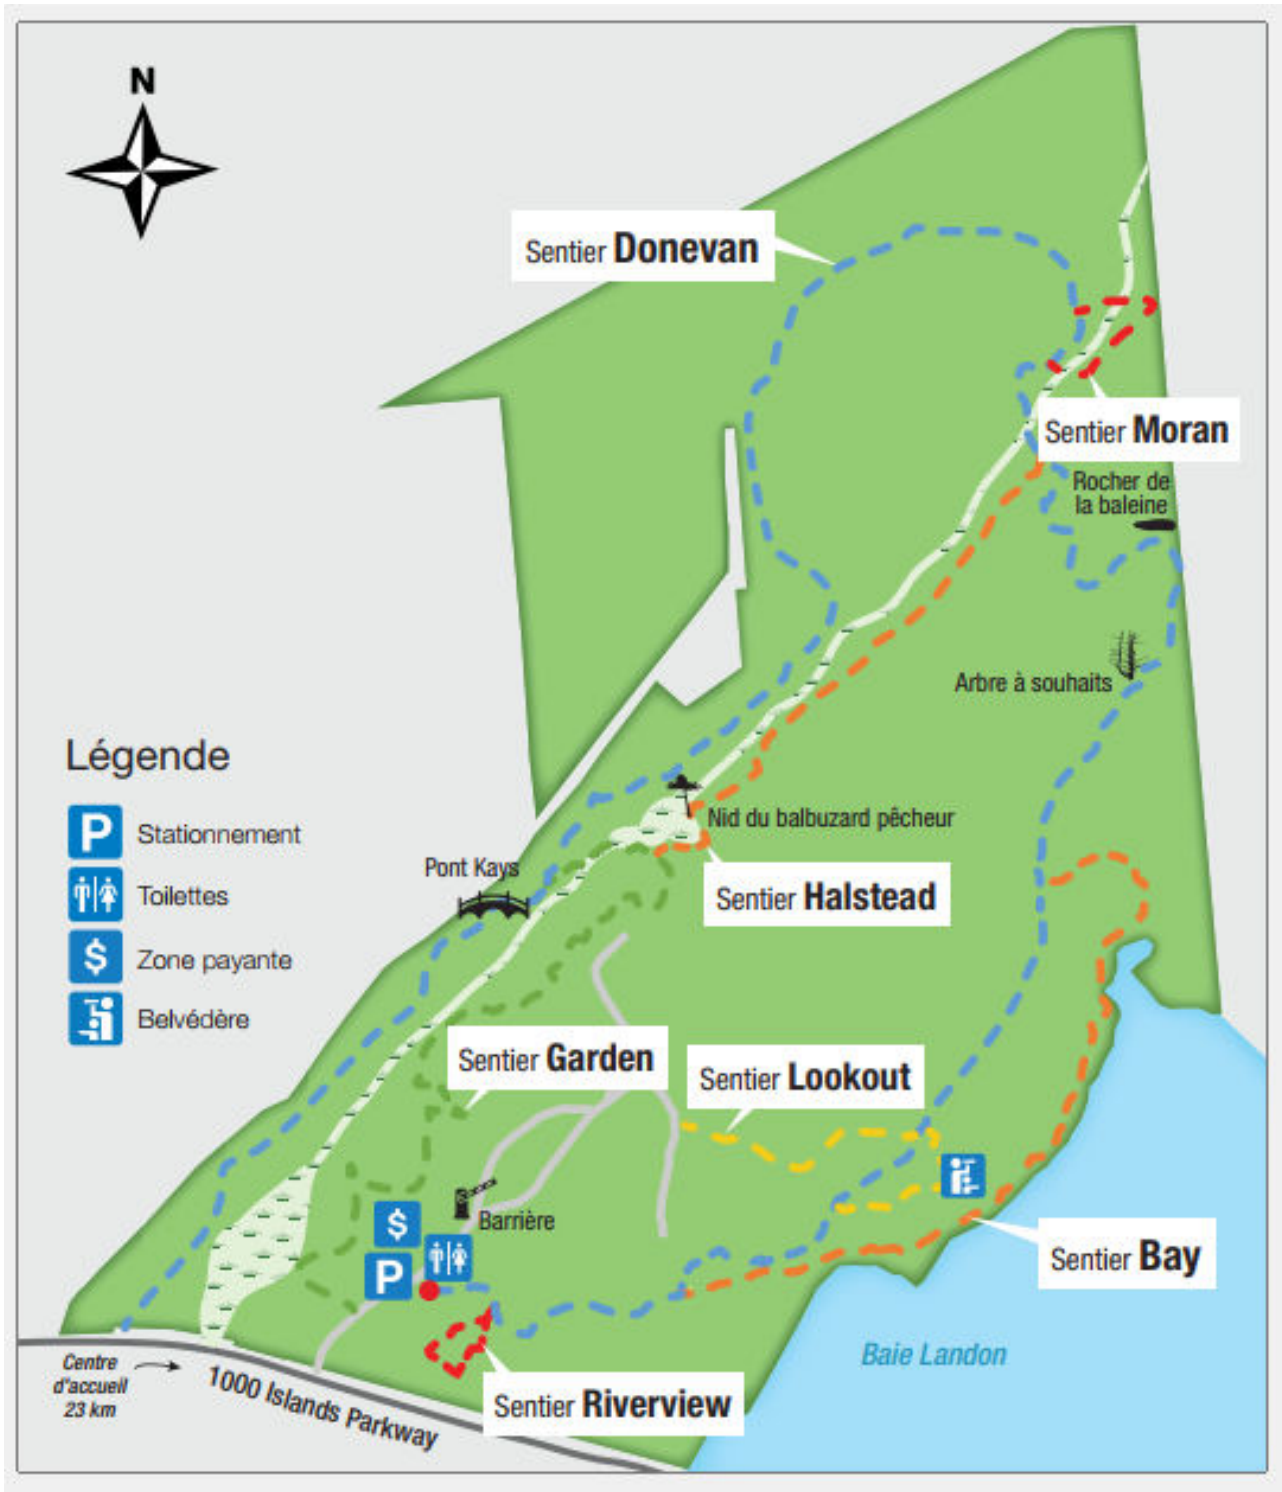 N
Sentier Donevan
Sentier Moran
Rocher de
la baleine
Arbre à souhaits
Légende
P Stationnement
Toilettes
$ Zone payante
Belvédère
Nid du balbuzard pêcheur
Pont Kays
Sentier Halstead
Sentier Garden
Sentier Lookout
$
Barrière
P
Sentier Bay
Baie Landon
Centre
d'accueil
23 km
1000 Islands Parkway
Sentier Riverview